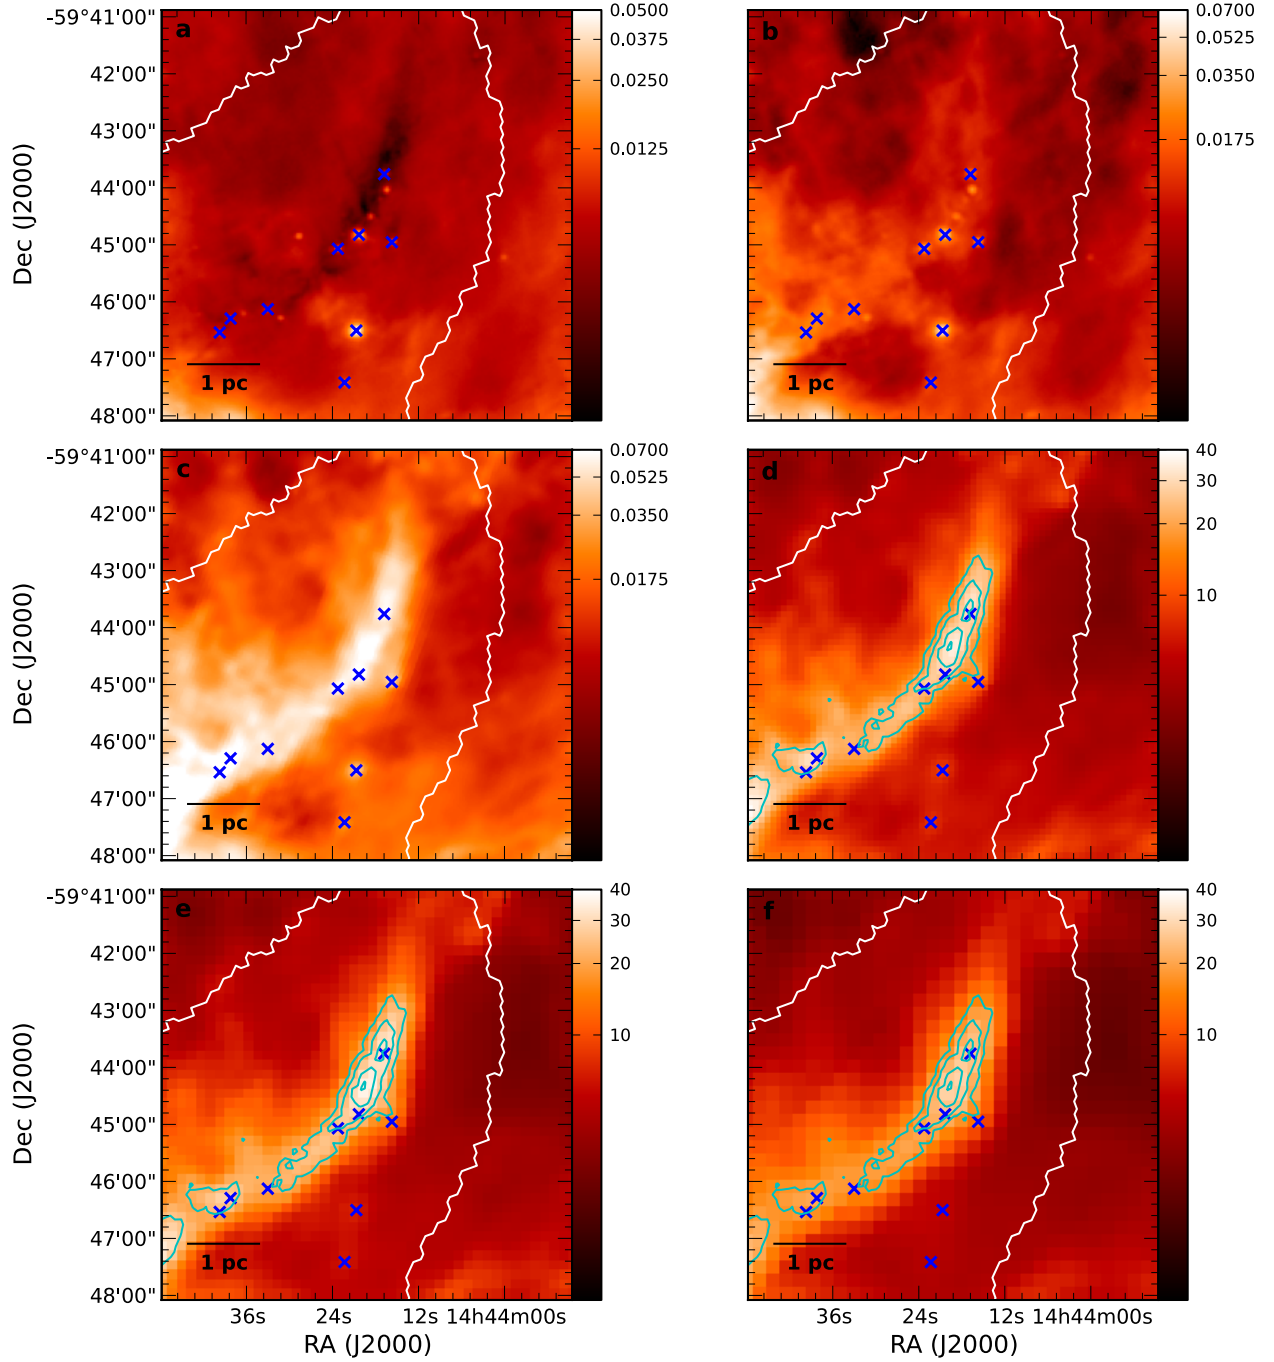 a
-59°41'00"
42'00"
43'00"
44'00"
45'00"
46'00"
47'00"
48'00"
Dec (J2000)
1 pc
0.0500
0.0375
0.0250
0.0125
b
1 pc
0.0700
0.0525
0.0350
0.0175
c
-59°41'00"
42'00"
43'00"
44'00"
45'00"
46'00"
47'00"
48'00"
Dec (J2000)
1 pc
0.0700
0.0525
0.0350
0.0175
d
1 pc
40
30
20
10
e
-59°41'00"
42'00"
43'00"
44'00"
45'00"
46'00"
47'00"
48'00"
Dec (J2000)
1 pc
40
30
20
10
36s 24s 12s 14h44m00s
RA (J2000)
f
1 pc
40
30
20
10
36s 24s 12s 14h44m00s
RA (J2000)